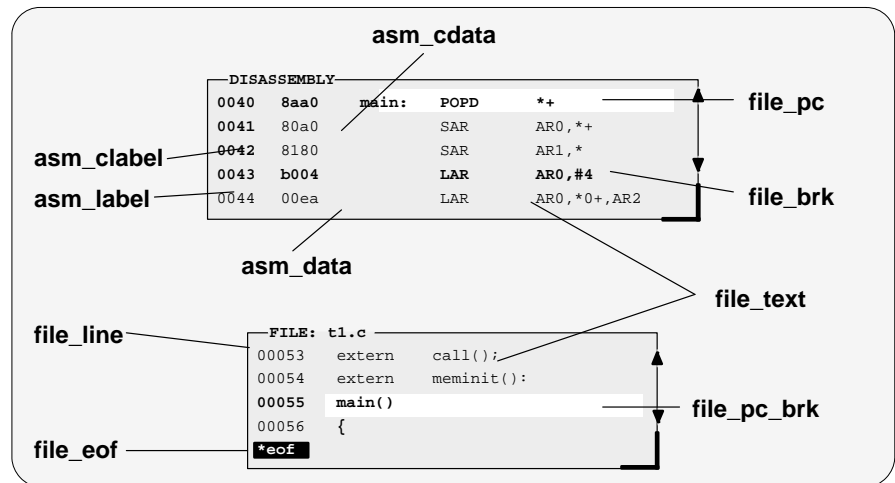 asm_cdata
DISASSEMBLY
0040 8aa0 main: POPD *+
file_pc
0041 80a0 SAR AR0,*+
asm_clabel
0042 8180 SAR AR1,*
0043 b004 LAR AR0,#4
file_brk
asm_label
0044 00ea LAR AR0,*0+,AR2
asm_data
file_text
file_line
FILE: t1.c
00053 extern call();
00054 extern meminit():
00055 main()
file_pc_brk
00056 {
file_eof
*eof